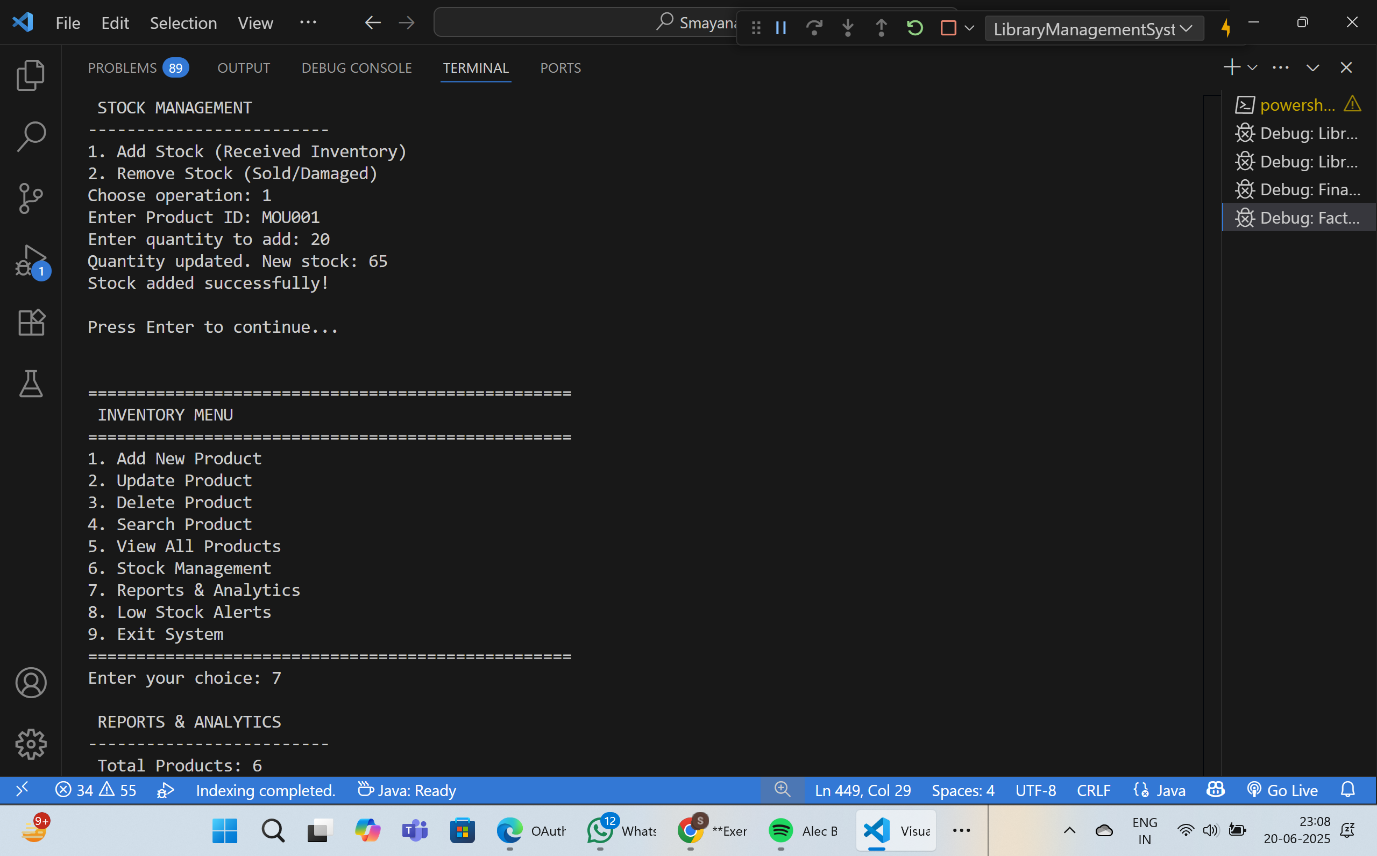 File Edit Selection View ... Smayana LibraryManagementSyst
PROBLEMS 89 OUTPUT DEBUG CONSOLE TERMINAL PORTS
STOCK MANAGEMENT
-------------------------
1. Add Stock (Received Inventory)
2. Remove Stock (Sold/Damaged)
Choose operation: 1
Enter Product ID: MOU001
Enter quantity to add: 20
Quantity updated. New stock: 65
Stock added successfully!
Press Enter to continue...
==================================================
INVENTORY MENU
==================================================
1. Add New Product
2. Update Product
3. Delete Product
4. Search Product
5. View All Products
6. Stock Management
7. Reports & Analytics
8. Low Stock Alerts
9. Exit System
==================================================
Enter your choice: 7
REPORTS & ANALYTICS
-------------------------
Total Products: 6
powersh...
Debug: Libr...
Debug: Libr...
Debug: Fina...
Debug: Fact...
1
34 55 Indexing completed. Java: Ready Ln 449, Col 29 Spaces: 4 UTF-8 CRLF Java Go Live
9+ OAuth 12 Whats S **Exer Alec B Visua ... ENG IN 23:08 20-06-2025